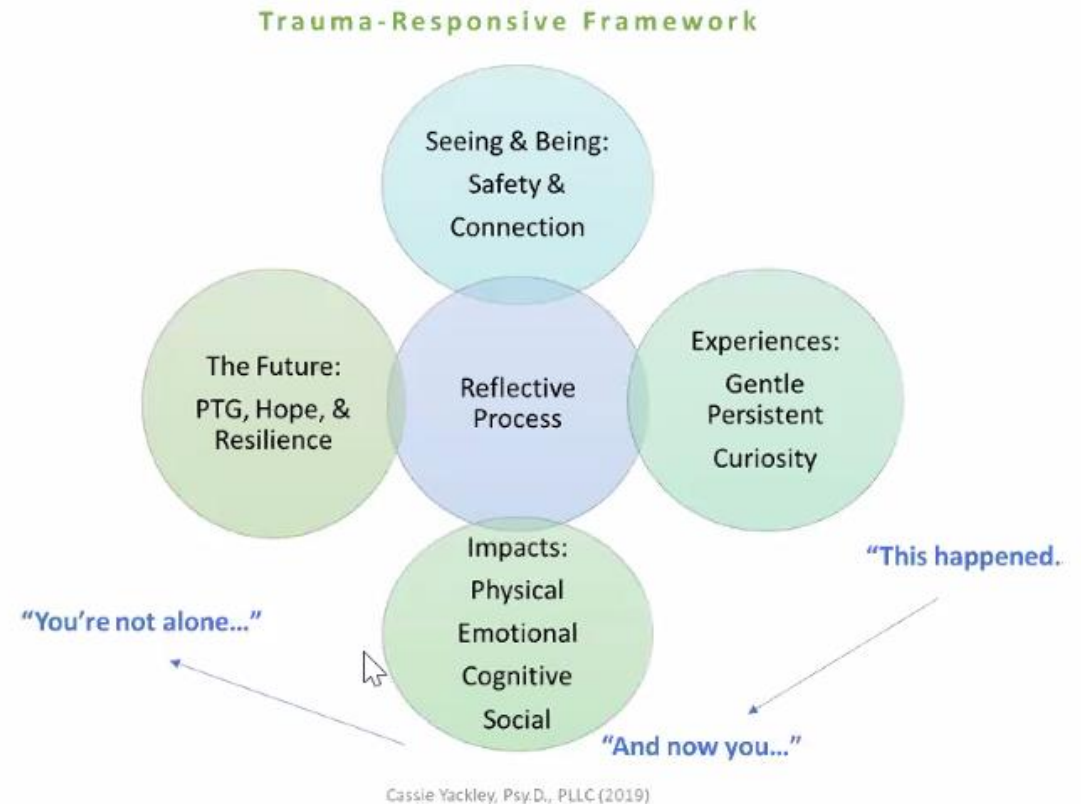 Trauma-Responsive Framework
Seeing & Being:
Safety &
Connection
The Future:
PTG, Hope, &
Resilience
Reflective
Process
Experiences:
Gentle
Persistent
Curiosity
Impacts:
Physical
Emotional
Cognitive
Social
“This happened.
“And now you...”
“You’re not alone...”
Cassie Yackley, Psy.D., PLLC (2019)